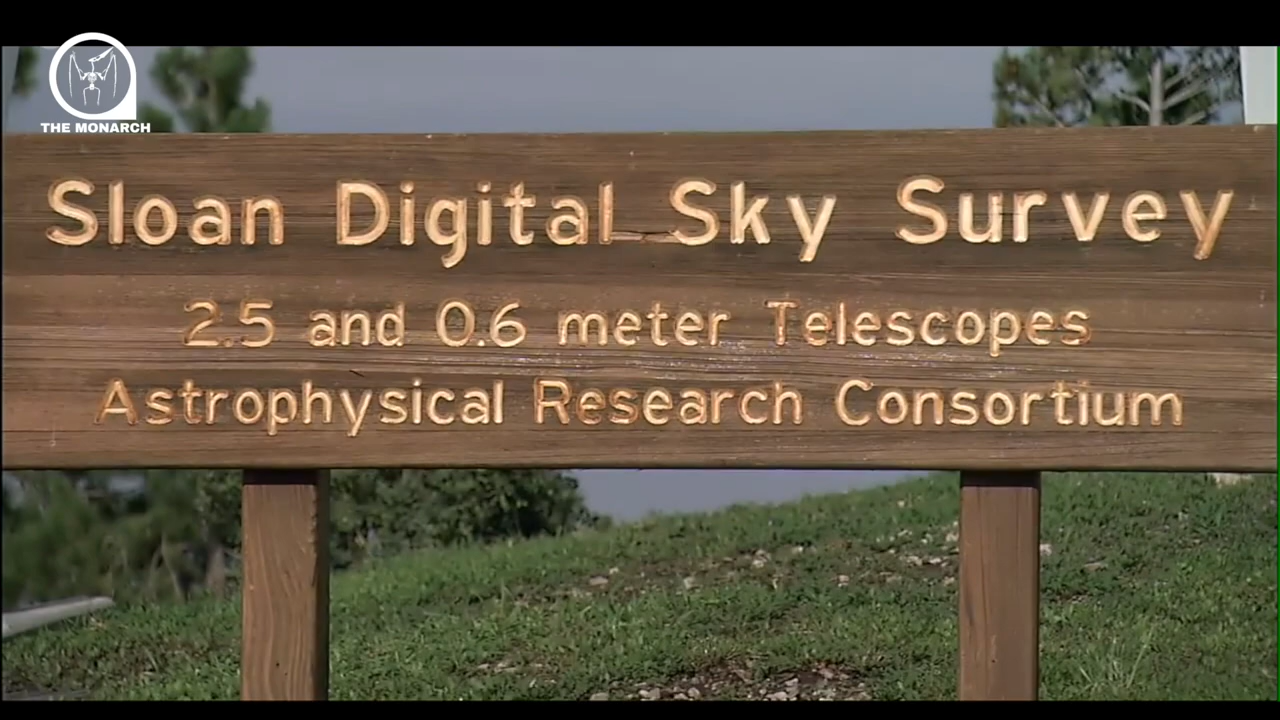 THE MONARCH
Sloan Digital Sky Survey
2.5 and 0.6 meter Telescopes
Astrophysical Research Consortium